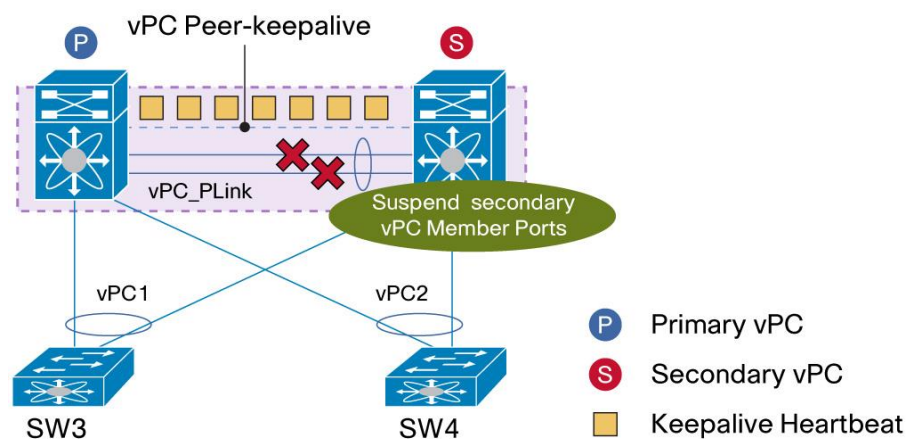 vPC Peer-keepalive
P
S
vPC_PLink
Suspend secondary
vPC Member Ports
vPC1
vPC2
SW3
SW4
P Primary vPC
S Secondary vPC
Keepalive Heartbeat